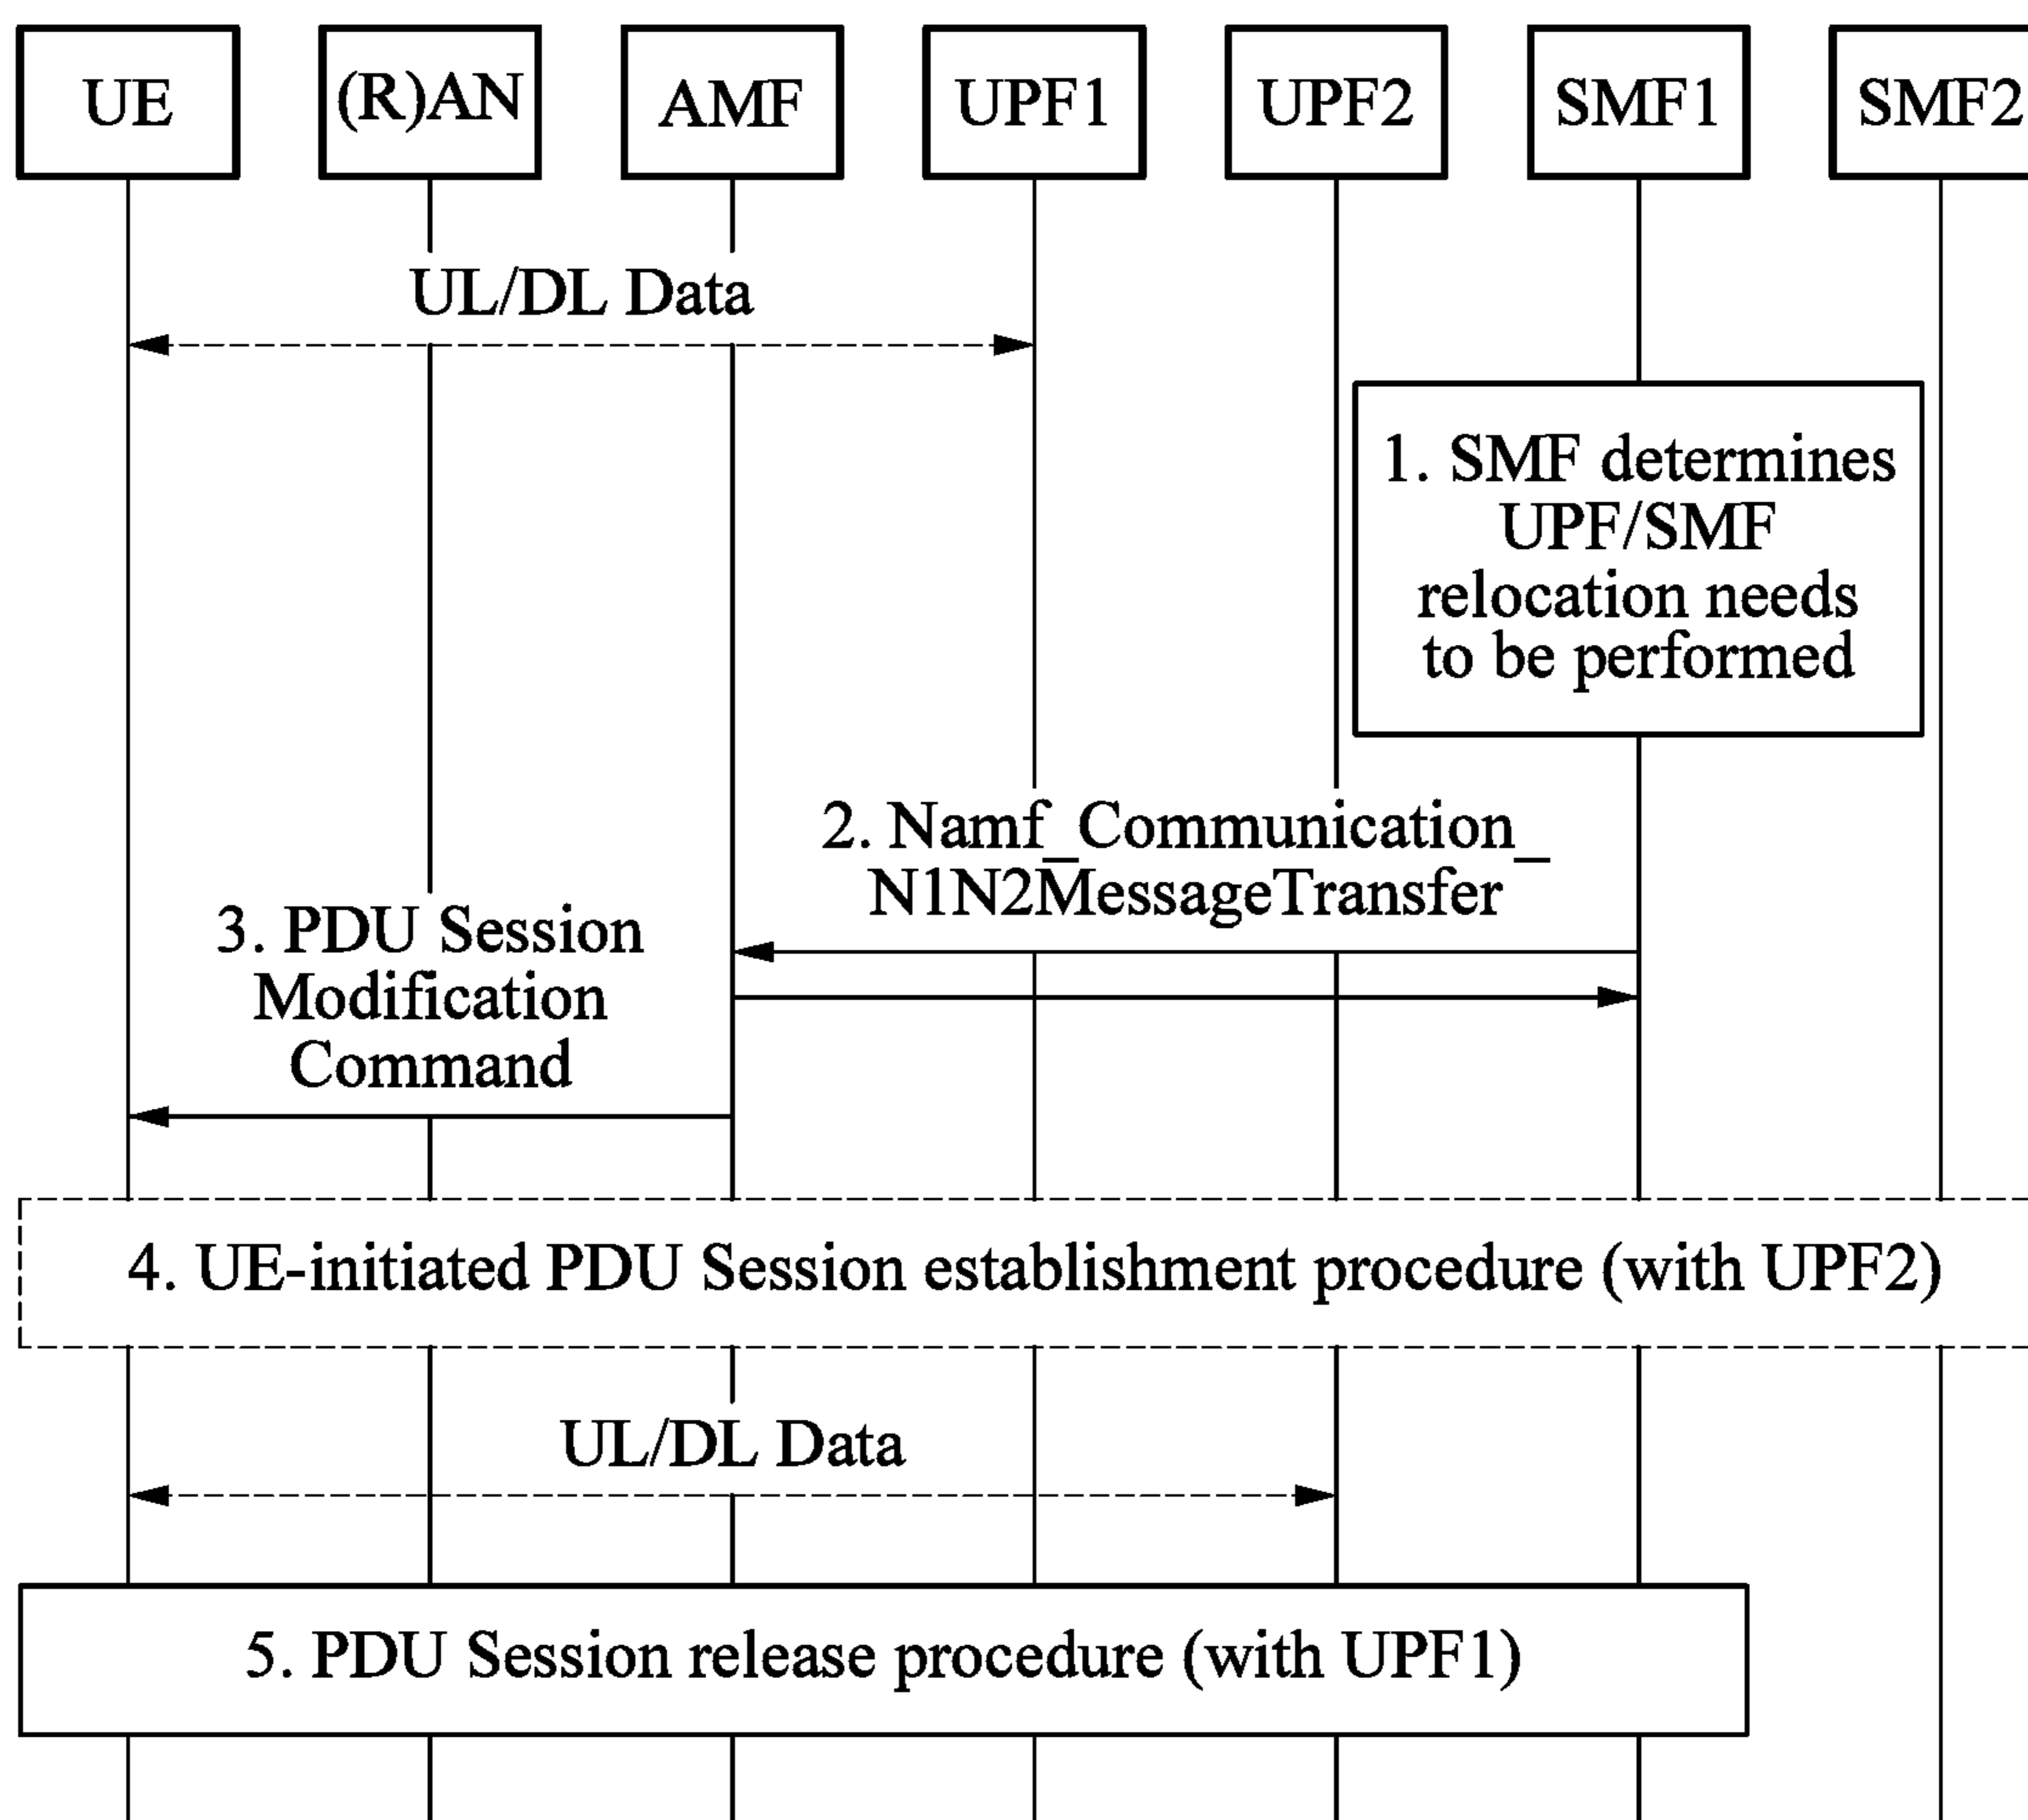 UE
(R)AN
AMF
UPF1
UPF2
SMF1
SMF2
UL/DL Data
1. SMF determines
UPF/SMF
relocation needs
to be performed
2. Namf_Communication_
N1N2MessageTransfer
3. PDU Session
Modification
Command
4. UE-initiated PDU Session establishment procedure (with UPF2)
UL/DL Data
5. PDU Session release procedure (with UPF1)